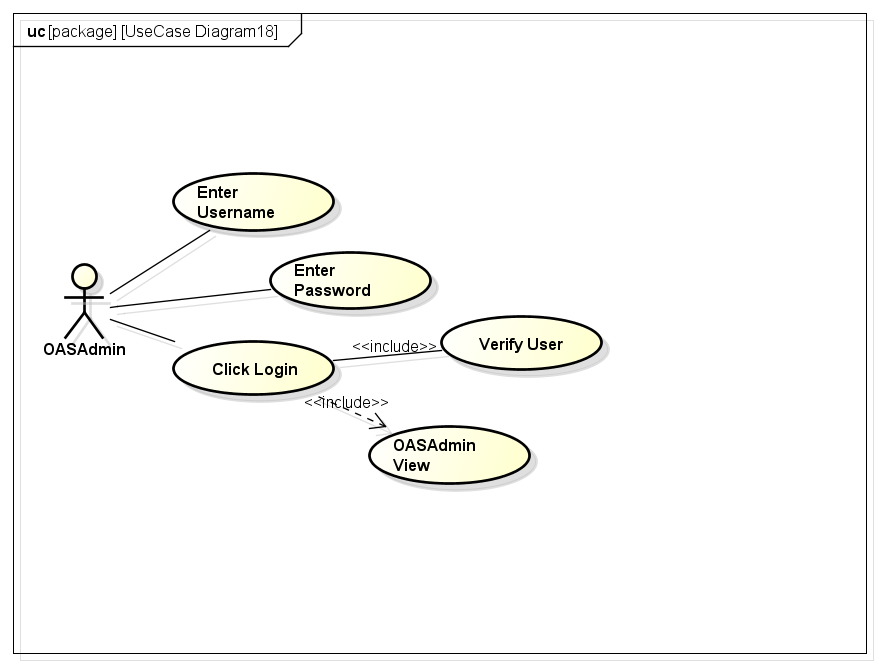 uc [package] [UseCase Diagram18]
Enter
Username
Enter
Password
OASAdmin
<<include>>
Verify User
Click Login
<<include>>
OASAdmin
View